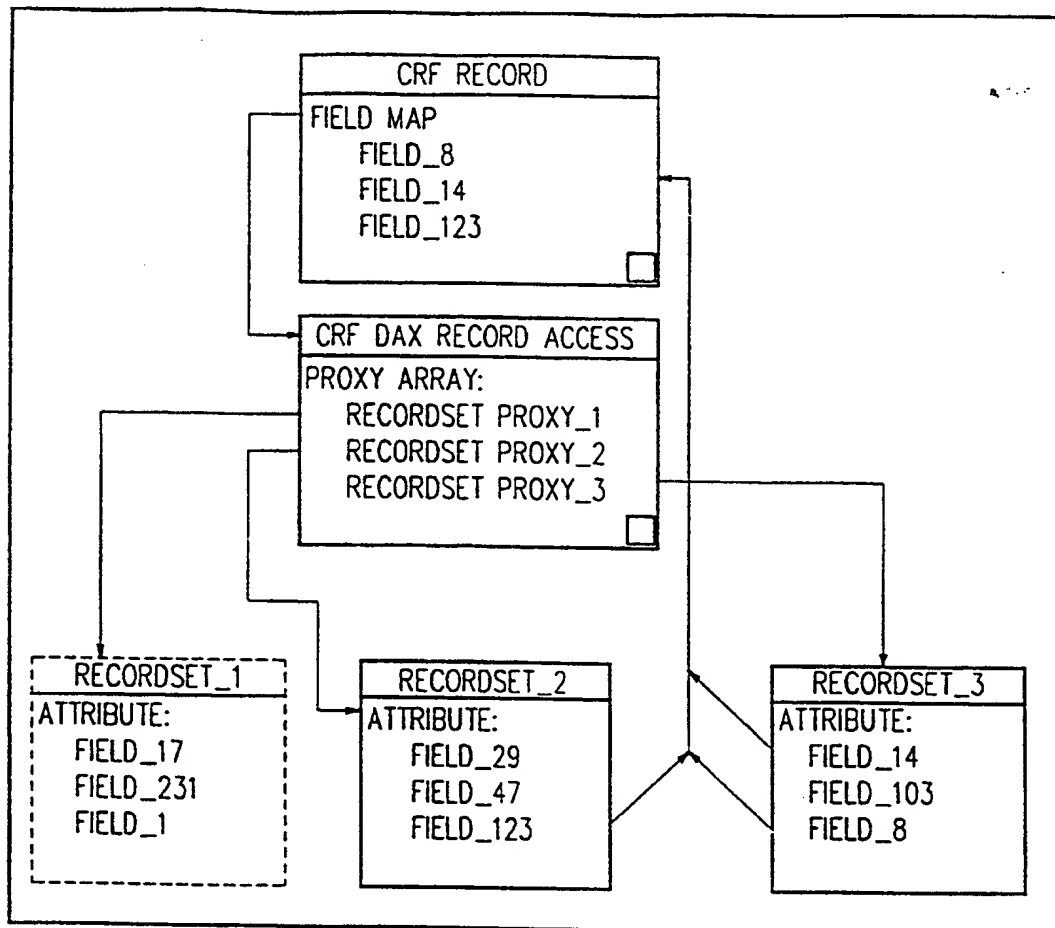 CRF RECORD
FIELD MAP
FIELD_8
FIELD_14
FIELD_123
CRF DAX RECORD ACCESS
PROXY ARRAY:
RECORDSET PROXY_1
RECORDSET PROXY_2
RECORDSET PROXY_3
RECORDSET_1
ATTRIBUTE:
FIELD_17
FIELD_231
FIELD_1
RECORDSET_2
ATTRIBUTE:
FIELD_29
FIELD_47
FIELD_123
RECORDSET_3
ATTRIBUTE:
FIELD_14
FIELD_103
FIELD_8